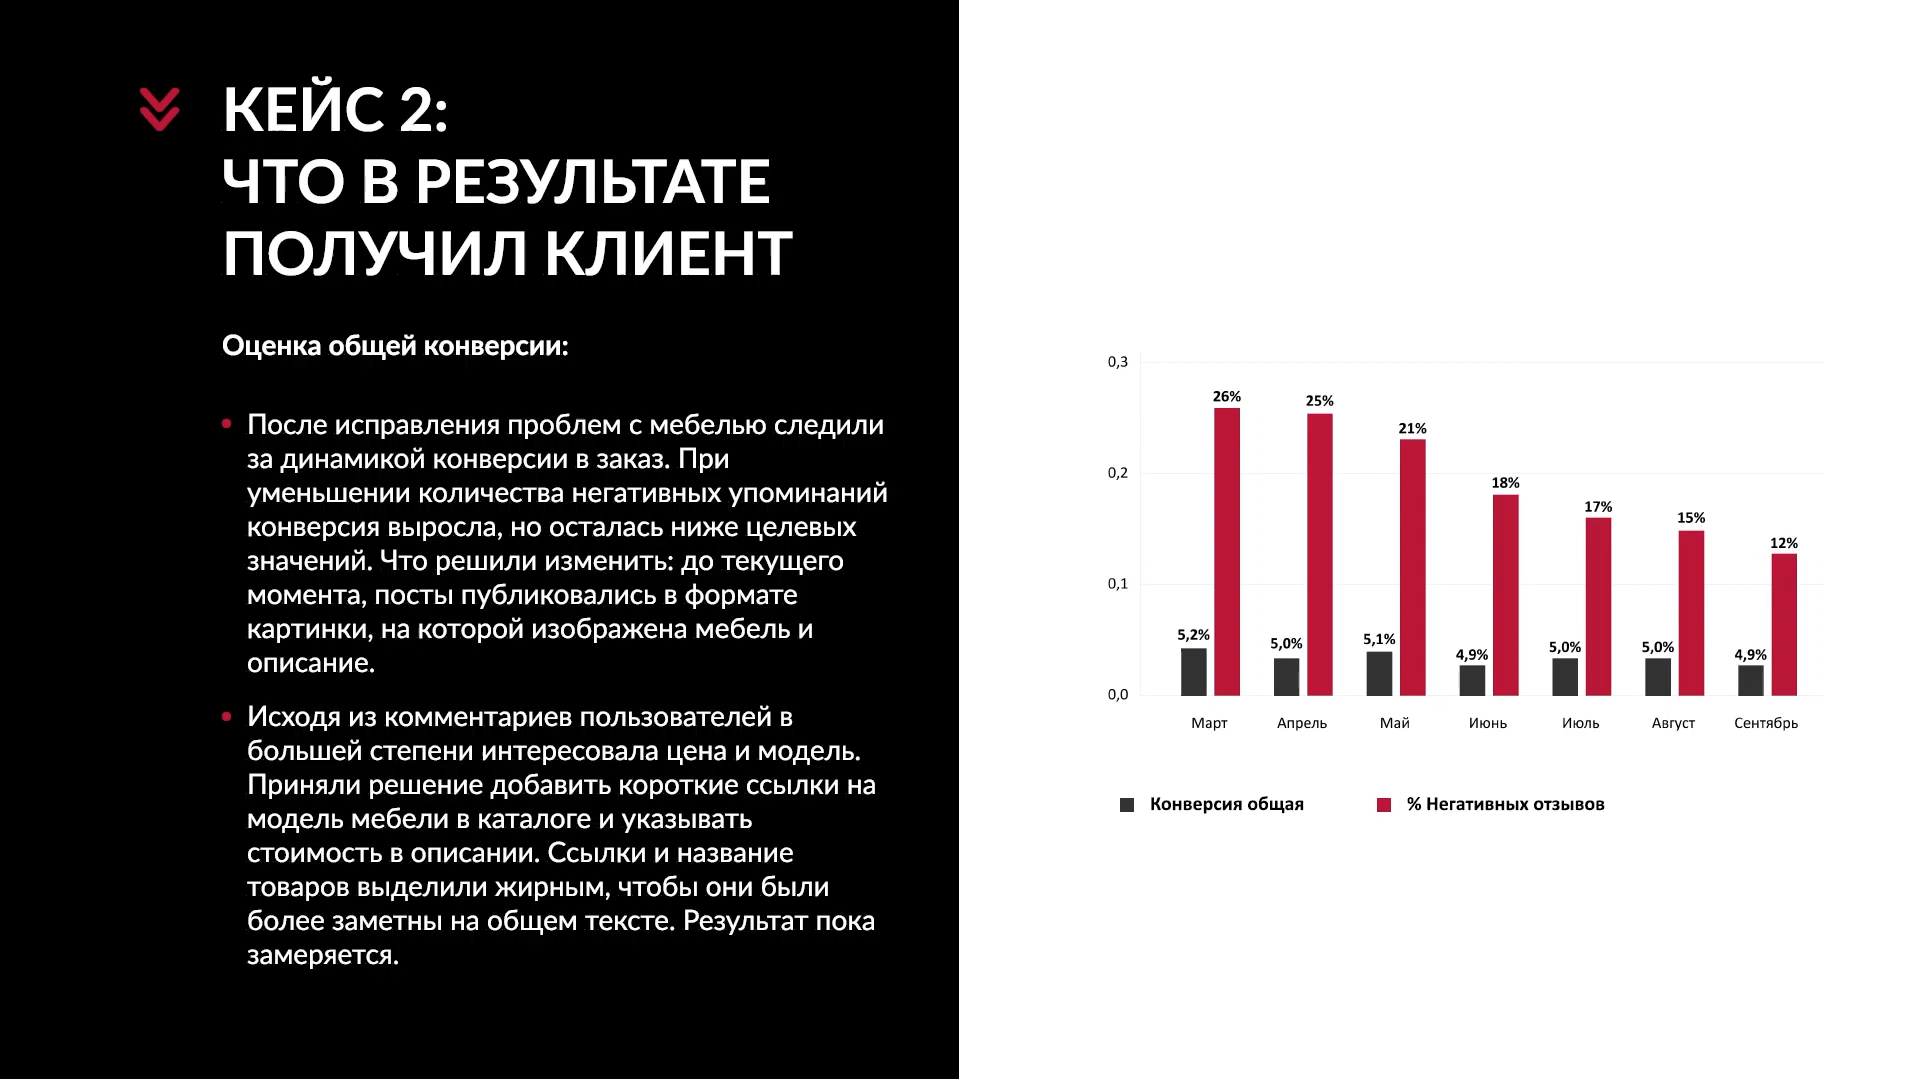 КЕЙС 2:
ЧТО В РЕЗУЛЬТАТЕ
ПОЛУЧИЛ КЛИЕНТ
Оценка общей конверсии:
• После исправления проблем с мебелью следили
за динамикой конверсии в заказ. При
уменьшении количества негативных упоминаний
конверсия выросла, но осталась ниже целевых
значений. Что решили изменить: до текущего
момента, посты публиковались в формате
картинки, на которой изображена мебель и
описание.
• Исходя из комментариев пользователей в
большей степени интересовала цена и модель.
Приняли решение добавить короткие ссылки на
модель мебели в каталоге и указывать
стоимость в описании. Ссылки и название
товаров выделили жирным, чтобы они были
более заметны на общем тексте. Результат пока
замеряется.
0,3
0,2
0,1
0,0
5,2% 26%
5,0% 25%
5,1% 21%
4,9% 18%
5,0% 17%
5,0% 15%
4,9% 12%
Март Апрель Май Июнь Июль Август Сентябрь
Конверсия общая % Негативных отзывов